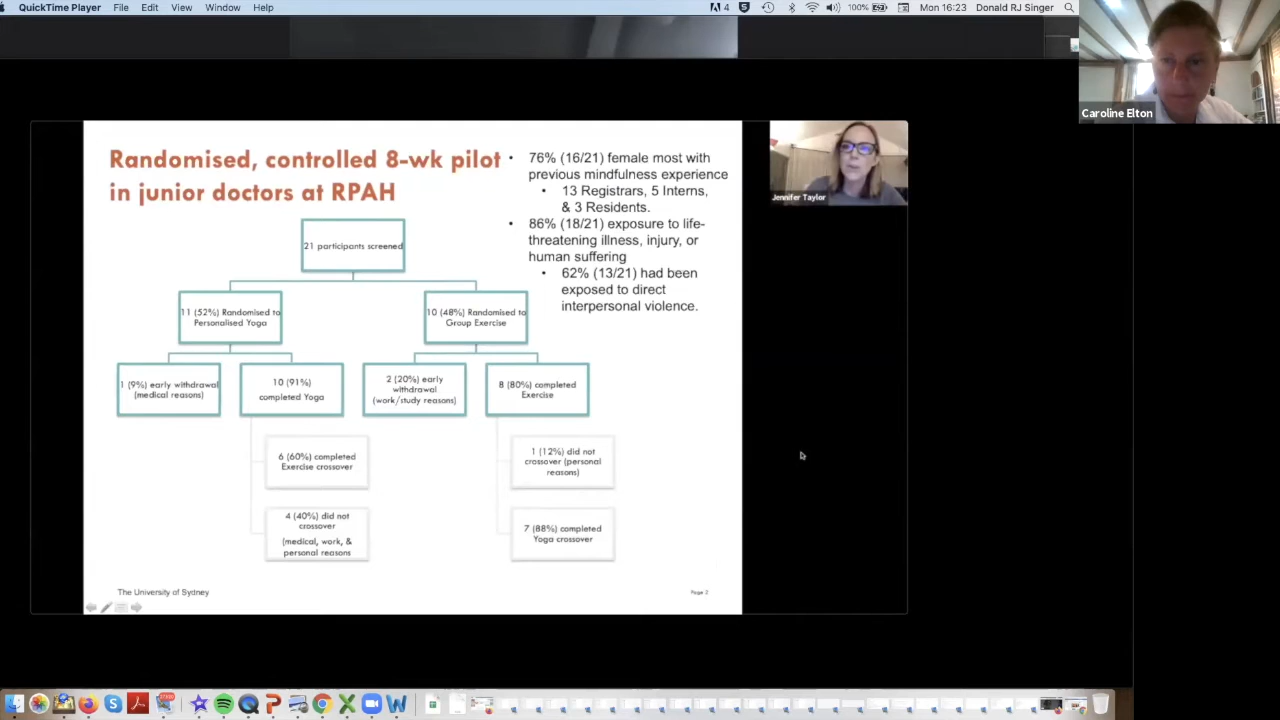 QuickTime Player File Edit View Window Help
4 100% Mon 16:23 Donald RJ Singer
Caroline Elton
Jennifer Taylor
Randomised, controlled 8-wk pilot
in junior doctors at RPAH
• 76% (16/21) female most with
previous mindfulness experience
• 13 Registrars, 5 Interns,
& 3 Residents.
• 86% (18/21) exposure to life-
threatening illness, injury, or
human suffering
• 62% (13/21) had been
exposed to direct
interpersonal violence.
21 participants screened
11 (52%) Randomised to
Personalised Yoga
10 (48%) Randomised to
Group Exercise
1 (9%) early withdrawal
(medical reasons)
10 (91%)
completed Yoga
2 (20%) early
withdrawal
(work/study reasons)
8 (80%) completed
Exercise
6 (60%) completed
Exercise crossover
1 (12%) did not
crossover (personal
reasons)
4 (40%) did not
crossover
(medical, work, &
personal reasons
7 (88%) completed
Yoga crossover
The University of Sydney
Page 2